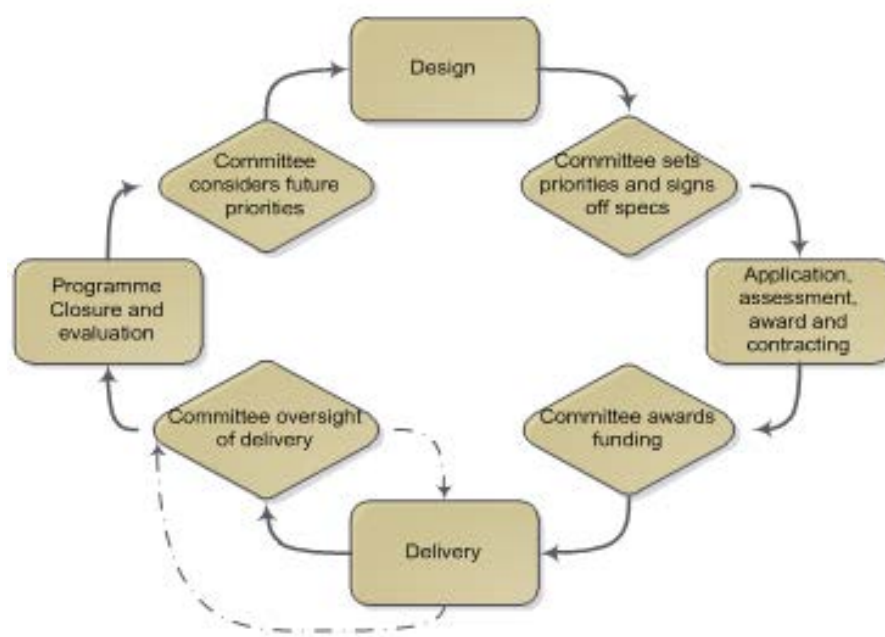 Design
Committee sets
priorities and signs
off specs
Application,
assessment,
award and
contracting
Committee awards
funding
Delivery
Committee oversight
of delivery
Programme
Closure and
evaluation
Committee
considers future
priorities